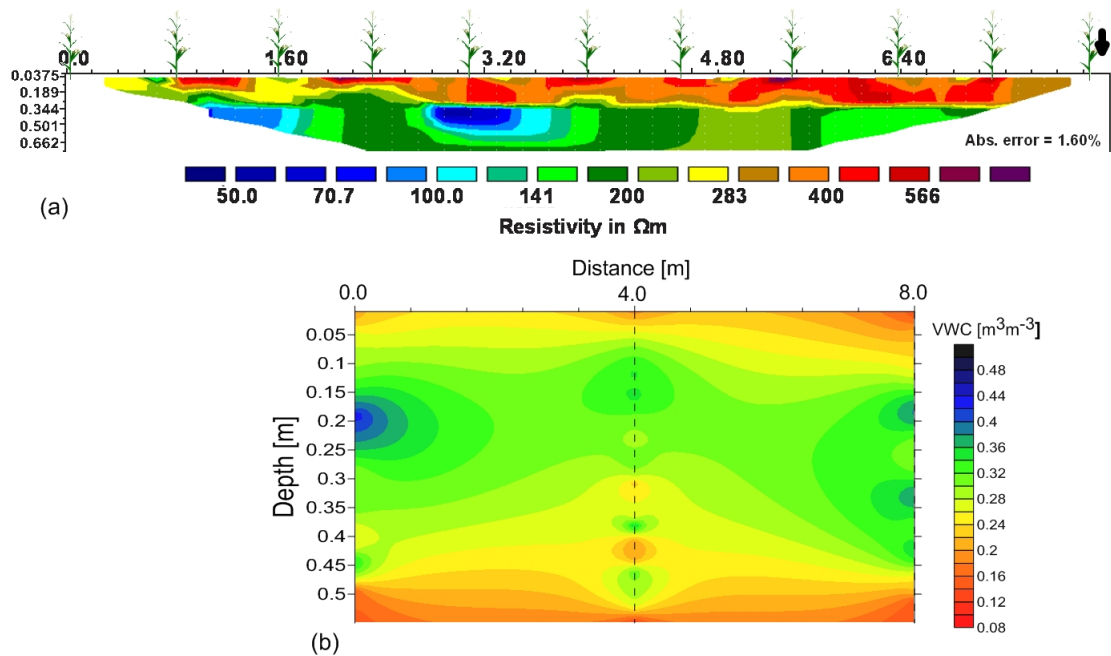 0.0 1.60 3.20 4.80 6.40
0.0375
0.189
0.344
0.501
0.662
Abs. error = 1.60%
50.0 70.7 100.0 141 200 283 400 566
(a)
Resistivity in Ωm
Distance [m]
0.0 4.0 8.0
VWC [m³m⁻³]
0.05
0.1
0.15
0.2
0.25
0.3
0.35
0.40
0.45
0.5
Depth [m]
0.48
0.44
0.4
0.36
0.32
0.28
0.24
0.2
0.16
0.12
0.08
(b)